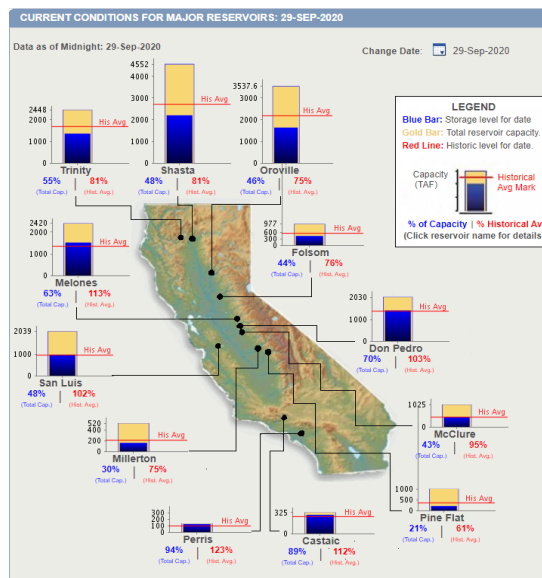 CURRENT CONDITIONS FOR MAJOR RESERVOIRS: 29-SEP-2020
Data as of Midnight: 29-Sep-2020
Change Date: 29-Sep-2020
LEGEND
Blue Bar: Storage level for date
Gold Bar: Total reservoir capacity.
Red Line: Historic level for date.
Capacity
(TAF)
Historical
Avg Mark
% of Capacity | % Historical Av
(Click reservoir name for details
2448
2000
1000
0
His Avg
Trinity
55% | 81%
(Total Cap.) (Hist. Avg.)
4552
4000
3000
2000
1000
0
His Avg
Shasta
48% | 81%
(Total Cap.) (Hist. Avg.)
3537.6
3000
2000
1000
0
His Avg
Oroville
46% | 75%
(Total Cap.) (Hist. Avg.)
977
600
300
0
His Avg
Folsom
44% | 76%
(Total Cap.) (Hist. Avg.)
2420
2000
1000
0
His Avg
Melones
63% | 113%
(Total Cap.) (Hist. Avg.)
2030
1000
0
His Avg
Don Pedro
70% | 103%
(Total Cap.) (Hist. Avg.)
2039
1000
0
His Avg
San Luis
48% | 102%
(Total Cap.) (Hist. Avg.)
1025
0
His Avg
McClure
43% | 95%
(Total Cap.) (Hist. Avg.)
520
400
200
0
His Avg
Millerton
30% | 75%
(Total Cap.) (Hist. Avg.)
1000
500
0
His Avg
Pine Flat
21% | 61%
(Total Cap.) (Hist. Avg.)
300
200
100
0
His Avg
Perris
94% | 123%
(Total Cap.) (Hist. Avg.)
325
0
His Avg
Castaic
89% | 112%
(Total Cap.) (Hist. Avg.)